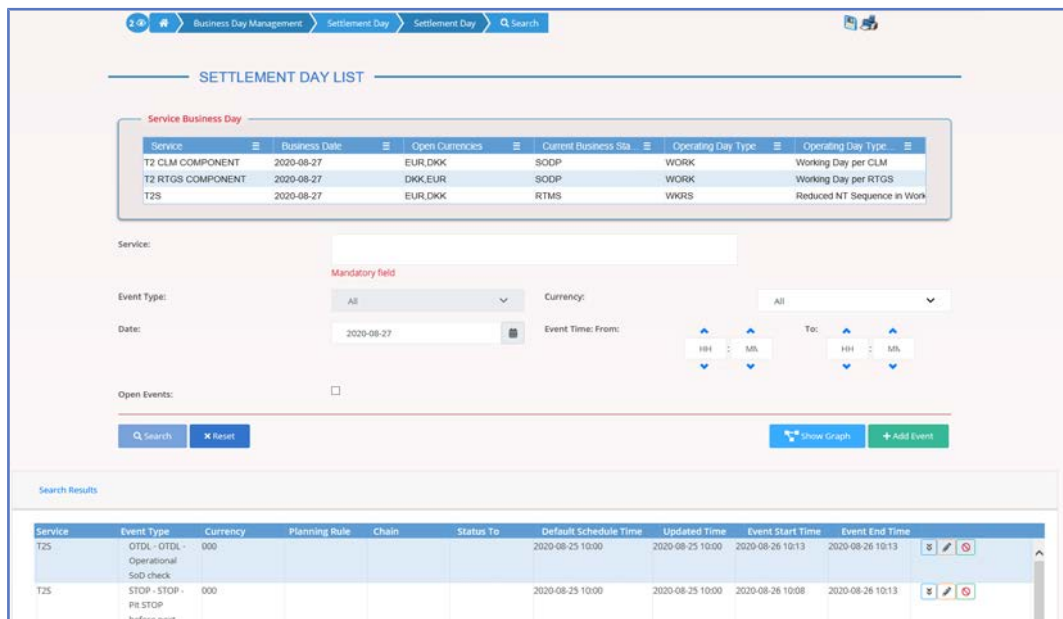 2
Business Day Management Settlement Day Settlement Day Search
SETTLEMENT DAY LIST
Service Business Day
Service Business Date Open Currencies Current Business Sta... Operating Day Type Operating Day Type...
T2 CLM COMPONENT 2020-08-27 EUR,DKK SODP WORK Working Day per CLM
T2 RTGS COMPONENT 2020-08-27 DKK,EUR SODP WORK Working Day per RTGS
T2S 2020-08-27 EUR,DKK RTMS WKRS Reduced NT Sequence in Work
Service:
Mandatory field
Event Type: All Currency: All
Date: 2020-08-27 Event Time: From: To:
HH : HH :
Open Events:
Search Reset Show Graph + Add Event
Search Results
Service Event Type Currency Planning Rule Chain Status To Default Schedule Time Updated Time Event Start Time Event End Time
T2S OTDL - OTDL - 000 2020-08-25 10:00 2020-08-25 10:00 2020-08-26 10:13 2020-08-26 10:13
Operational
SoD check
T2S STOP - STOP - 000 2020-08-25 10:00 2020-08-25 10:00 2020-08-26 10:08 2020-08-26 10:13
Pit STOP
before next